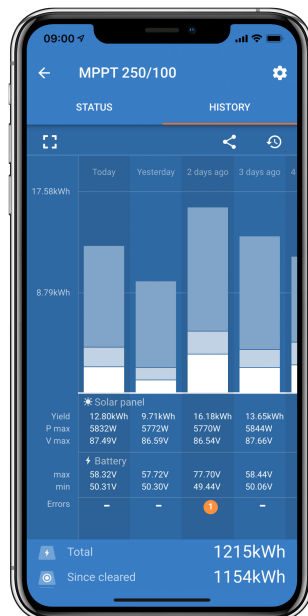 09:00
MPPT 250/100
STATUS HISTORY
Today Yesterday 2 days ago 3 days ago 4
17.58kWh
8.79kWh
Solar panel
Yield 12.80kWh 9.71kWh 16.18kWh 13.65kWh
P max 5832W 5772W 5770W 5844W
V max 87.49V 86.59V 86.54V 87.66V
Battery
max 58.32V 57.72V 77.70V 58.44V
min 50.31V 50.30V 49.44V 50.06V
Errors – – 1 –
Total 1215kWh
Since cleared 1154kWh